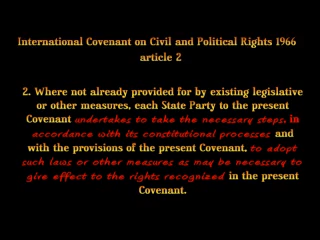 International Covenant on Civil and Political Rights 1966
article 2
2. Where not already provided for by existing legislative
or other measures, each State Party to the present
Covenant undertakes to take the necessary steps, in
accordance with its constitutional processes and
with the provisions of the present Covenant, to adopt
such laws or other measures as may be necessary to
give effect to the rights recognized in the present
Covenant.